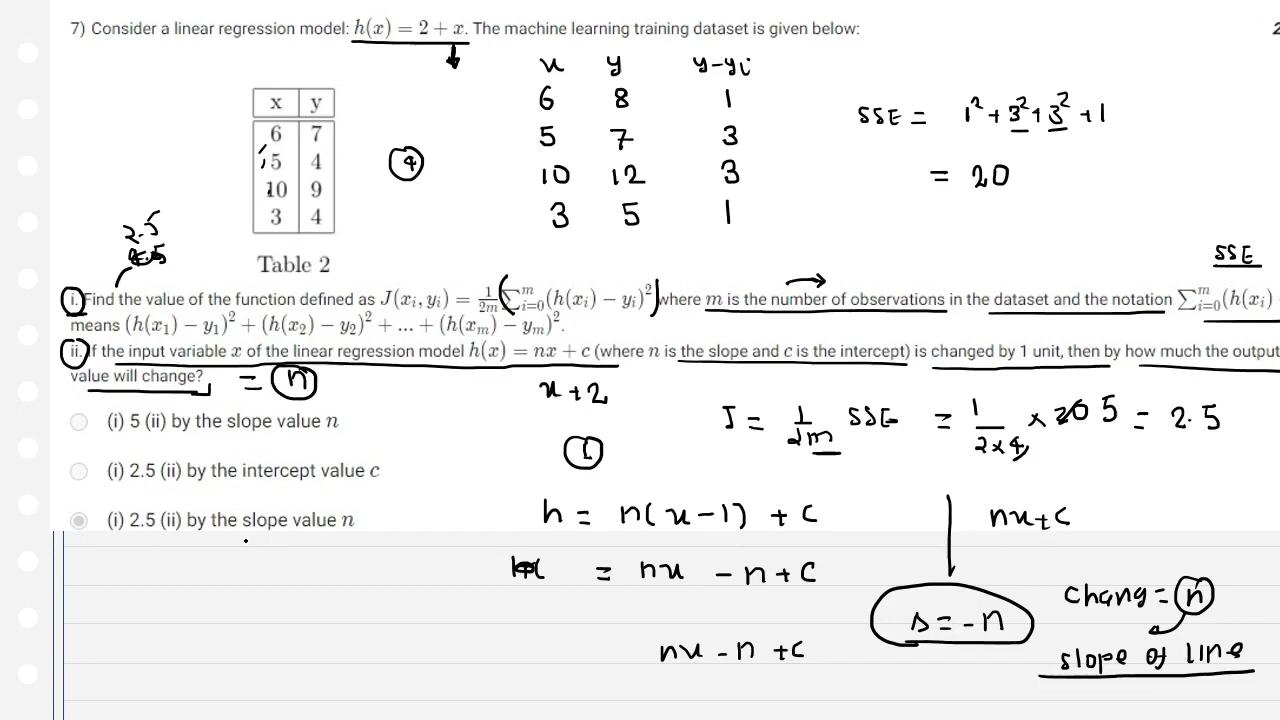 7) Consider a linear regression model: h(x) = 2 + x. The machine learning training dataset is given below:
2
x y y-yi
x y
6 7
5 4
10 9
3 4
4
6 8 1
5 7 3
10 12 3
3 5 1
SSE = 1² + 3² + 3² + 1
= 20
2.5
Table 2
SSE
i. Find the value of the function defined as J(xᵢ, yᵢ) = 1/2m (∑ᵐᵢ₌₀(h(xᵢ) − yᵢ)²) where m is the number of observations in the dataset and the notation ∑ᵐᵢ₌₀(h(xᵢ)
means (h(x₁) − y₁)² + (h(x₂) − y₂)² + ... + (h(xₘ) − yₘ)².
ii. If the input variable x of the linear regression model h(x) = nx + c (where n is the slope and c is the intercept) is changed by 1 unit, then by how much the output
value will change? = n
x + 2
1
J = 1/2m SSE = 1/2×4 × 20 5 = 2.5
(i) 5 (ii) by the slope value n
(i) 2.5 (ii) by the intercept value c
(i) 2.5 (ii) by the slope value n
h = n(x - 1) + c
nx + c
= nx - n + c
nx - n + c
s = -n
chang = n
slope of line